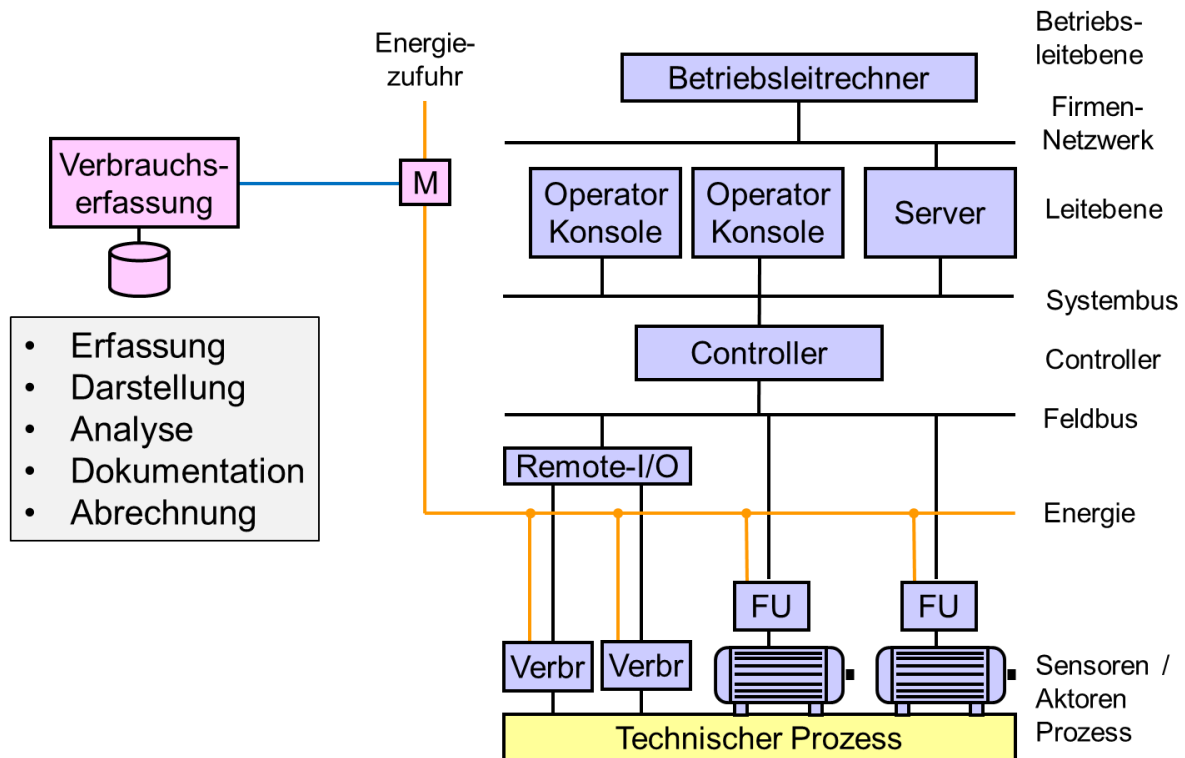 Energie-
zufuhr
Verbrauchs-
erfassung
M
• Erfassung
• Darstellung
• Analyse
• Dokumentation
• Abrechnung
Betriebsleitrechner
Operator
Konsole
Operator
Konsole
Server
Controller
Remote-I/O
FU
FU
Verbr
Verbr
Technischer Prozess
Betriebs-
leitebene
Firmen-
Netzwerk
Leitebene
Systembus
Controller
Feldbus
Energie
Sensoren /
Aktoren
Prozess